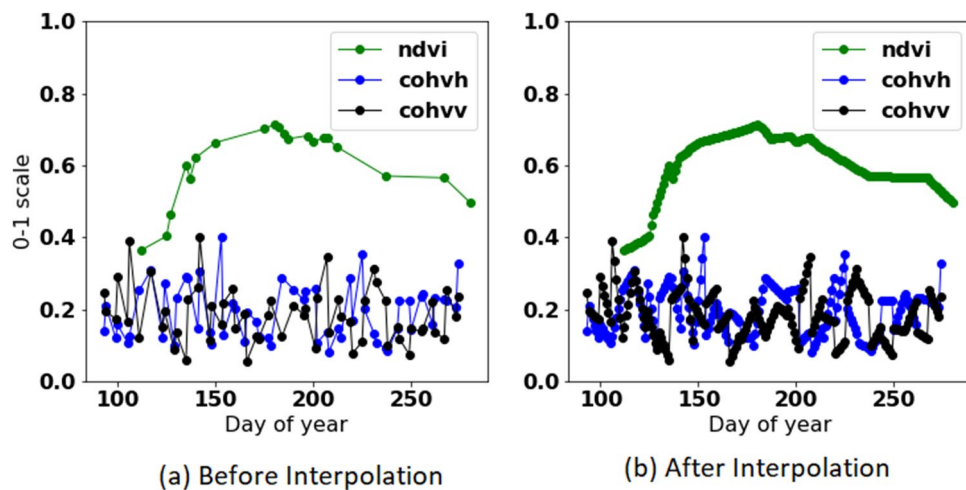 1.0
0.8
0.6
0.4
0.2
0.0
0-1 scale
ndvi
cohvh
cohvv
100 150 200 250
Day of year
(a) Before Interpolation
1.0
0.8
0.6
0.4
0.2
0.0
ndvi
cohvh
cohvv
100 150 200 250
Day of year
(b) After Interpolation